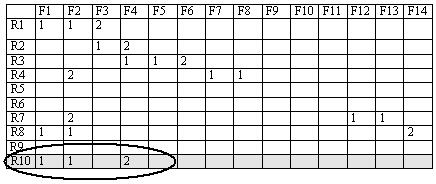 F1 F2 F3 F4 F5 F6 F7 F8 F9 F10 F11 F12 F13 F14
R1 1 1 2
R2 1 2
R3 1 1 2
R4 2 1 1
R5
R6
R7 2 1 1
R8 1 1 2
R9
R10 1 1 2